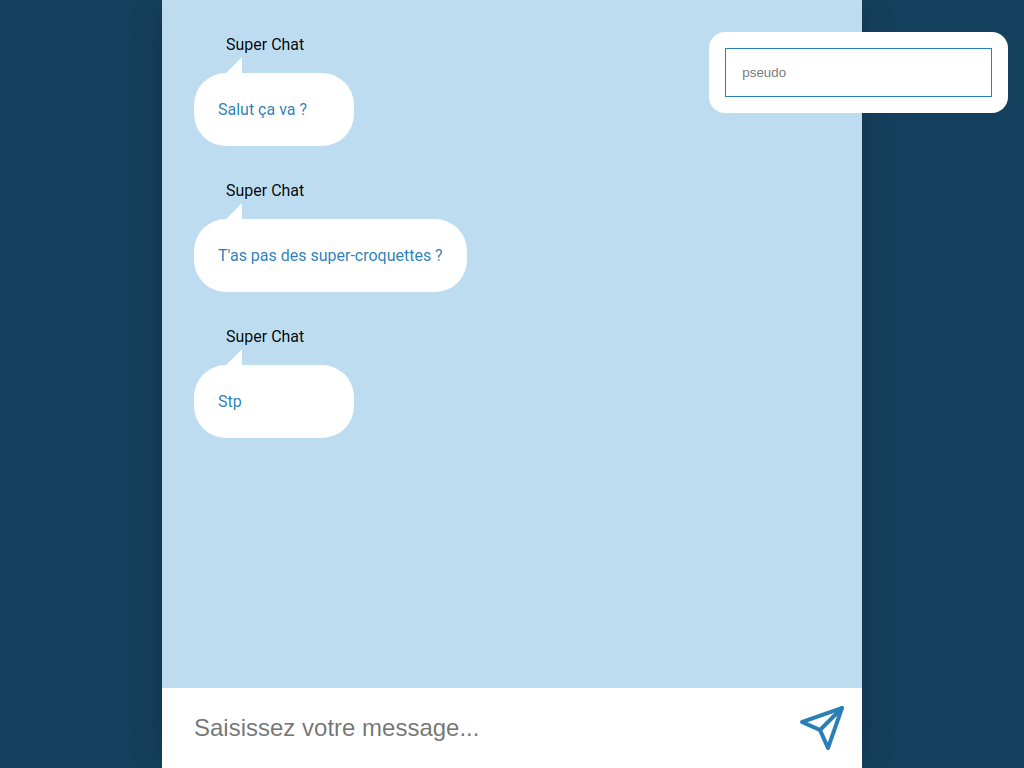 Super Chat
pseudo
Salut ça va ?
Super Chat
T'as pas des super-croquettes ?
Super Chat
Stp
Saisissez votre message...